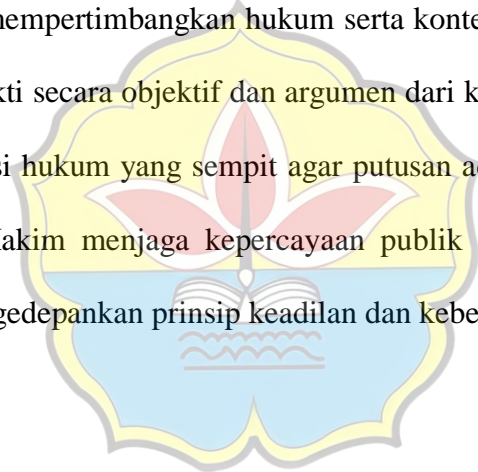 mempertimbangkan hukum serta konte
kti secara objektif dan argumen dari k
si hukum yang sempit agar putusan ad
Hakim menjaga kepercayaan publik
gedepankan prinsip keadilan dan kebe